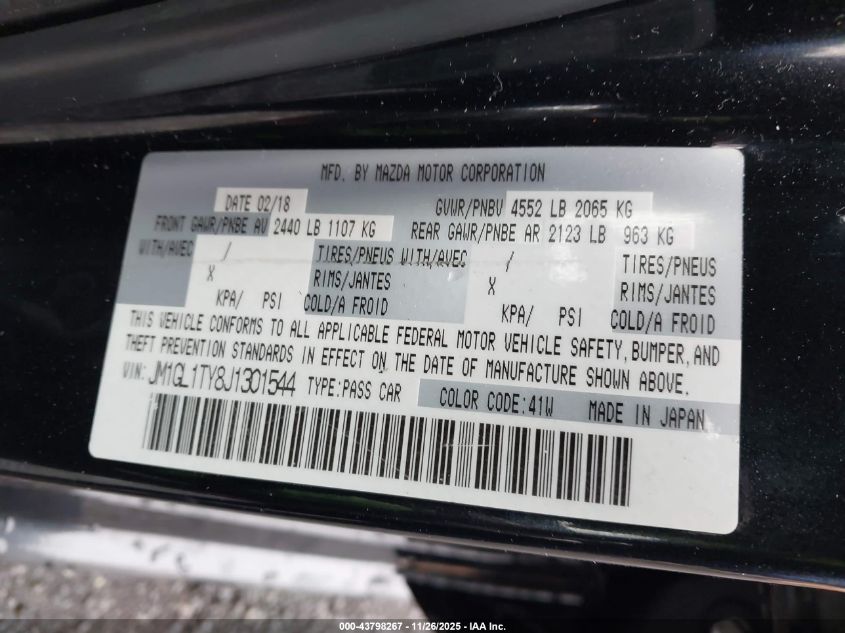 MFD. BY MAZDA MOTOR CORPORATION
DATE 02/18 GVWR/PNBV 4552 LB 2065 KG
FRONT GAWR/PNBE AV 2440 LB 1107 KG REAR GAWR/PNBE AR 2123 LB 963 KG
WITH/AVEC / TIRES/PNEUS WITH/AVEC / TIRES/PNEUS
X RIMS/JANTES X RIMS/JANTES
KPA/ PSI COLD/A FROID KPA/ PSI COLD/A FROID
THIS VEHICLE CONFORMS TO ALL APPLICABLE FEDERAL MOTOR VEHICLE SAFETY, BUMPER, AND
THEFT PREVENTION STANDARDS IN EFFECT ON THE DATE OF MANUFACTURE SHOWN ABOVE.
VIN: JM1GL1TY8J1301544 TYPE:PASS CAR COLOR CODE:41W MADE IN JAPAN
000-43798267 - 11/26/2025 - IAA Inc.